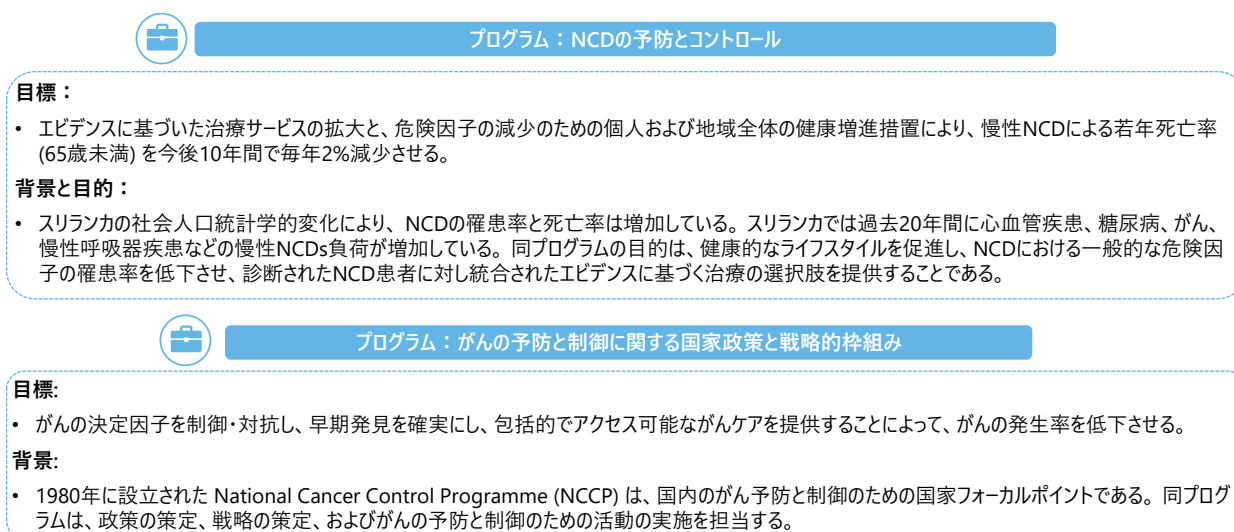 プログラム：NCDの予防とコントロール
目標：
• エビデンスに基づいた治療サービスの拡大と、危険因子の減少のための個人および地域全体の健康増進措置により、慢性NCDによる若年死亡率
(65歳未満) を今後10年間で毎年2%減少させる。
背景と目的：
• スリランカの社会人口統計学的変化により、NCDの罹患率と死亡率は増加している。スリランカでは過去20年間に心血管疾患、糖尿病、がん、
慢性呼吸器疾患などの慢性NCDs負荷が増加している。同プログラムの目的は、健康的なライフスタイルを促進し、NCDにおける一般的な危険因
子の罹患率を低下させ、診断されたNCD患者に対し統合されたエビデンスに基づく治療の選択肢を提供することである。
プログラム：がんの予防と制御に関する国家政策と戦略的枠組み
目標:
• がんの決定因子を制御・対抗し、早期発見を確実にし、包括的でアクセス可能ながんケアを提供することによって、がんの発生率を低下させる。
背景:
• 1980年に設立された National Cancer Control Programme (NCCP) は、国内のがん予防と制御のための国家フォーカルポイントである。同プログ
ラムは、政策の策定、戦略の策定、およびがんの予防と制御のための活動の実施を担当する。